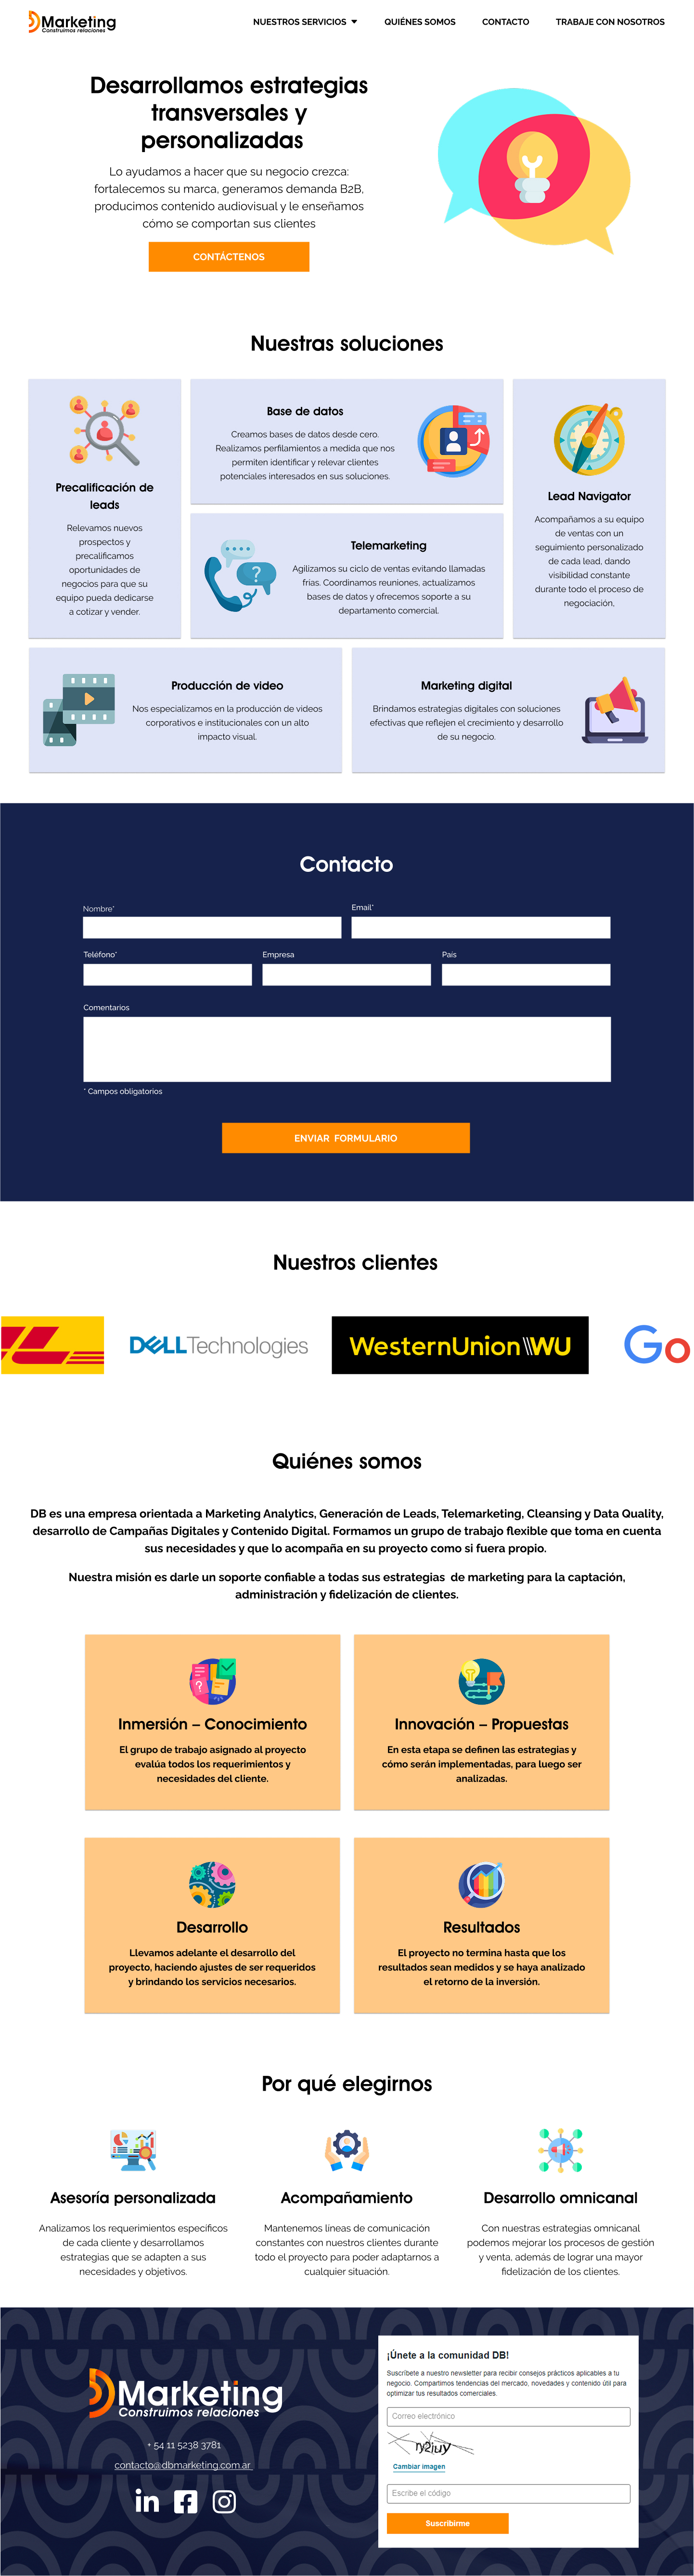 Marketing
Construimos relaciones
NUESTROS SERVICIOS
QUIÉNES SOMOS
CONTACTO
TRABAJE CON NOSOTROS
Desarrollamos estrategias
transversales y
personalizadas
Lo ayudamos a hacer que su negocio crezca:
fortalecemos su marca, generamos demanda B2B,
producimos contenido audiovisual y le enseñamos
cómo se comportan sus clientes
CONTÁCTENOS
Nuestras soluciones
Precalificación de
leads
Relevamos nuevos
prospectos y
precalificamos
oportunidades de
negocios para que su
equipo pueda dedicarse
a cotizar y vender.
Base de datos
Creamos bases de datos desde cero.
Realizamos perfilamientos a medida que nos
permiten identificar y relevar clientes
potenciales interesados en sus soluciones.
Telemarketing
Agilizamos su ciclo de ventas evitando llamadas
frías. Coordinamos reuniones, actualizamos
bases de datos y ofrecemos soporte a su
departamento comercial.
Lead Navigator
Acompañamos a su equipo
de ventas con un
seguimiento personalizado
de cada lead, dando
visibilidad constante
durante todo el proceso de
negociación.
Producción de video
Nos especializamos en la producción de videos
corporativos e institucionales con un alto
impacto visual.
Marketing digital
Brindamos estrategias digitales con soluciones
efectivas que reflejen el crecimiento y desarrollo
de su negocio.
Contacto
Nombre*
Email*
Teléfono*
Empresa
País
Comentarios
* Campos obligatorios
ENVIAR FORMULARIO
Nuestros clientes
DELLTechnologies
WesternUnion\\WU
Go
Quiénes somos
DB es una empresa orientada a Marketing Analytics, Generación de Leads, Telemarketing, Cleansing y Data Quality,
desarrollo de Campañas Digitales y Contenido Digital. Formamos un grupo de trabajo flexible que toma en cuenta
sus necesidades y que lo acompaña en su proyecto como si fuera propio.
Nuestra misión es darle un soporte confiable a todas sus estrategias de marketing para la captación,
administración y fidelización de clientes.
Inmersión – Conocimiento
El grupo de trabajo asignado al proyecto
evalúa todos los requerimientos y
necesidades del cliente.
Innovación – Propuestas
En esta etapa se definen las estrategias y
cómo serán implementadas, para luego ser
analizadas.
Desarrollo
Llevamos adelante el desarrollo del
proyecto, haciendo ajustes de ser requeridos
y brindando los servicios necesarios.
Resultados
El proyecto no termina hasta que los
resultados sean medidos y se haya analizado
el retorno de la inversión.
Por qué elegirnos
Asesoría personalizada
Analizamos los requerimientos específicos
de cada cliente y desarrollamos
estrategias que se adapten a sus
necesidades y objetivos.
Acompañamiento
Mantenemos líneas de comunicación
constantes con nuestros clientes durante
todo el proyecto para poder adaptarnos a
cualquier situación.
Desarrollo omnicanal
Con nuestras estrategias omnicanal
podemos mejorar los procesos de gestión
y venta, además de lograr una mayor
fidelización de los clientes.
Marketing
Construimos relaciones
+ 54 11 5238 3781
contacto@dbmarketing.com.ar
¡Únete a la comunidad DB!
Suscríbete a nuestro newsletter para recibir consejos prácticos aplicables a tu
negocio. Compartimos tendencias del mercado, novedades y contenido útil para
optimizar tus resultados comerciales.
Correo electrónico
Cambiar imagen
Escribe el código
Suscribirme